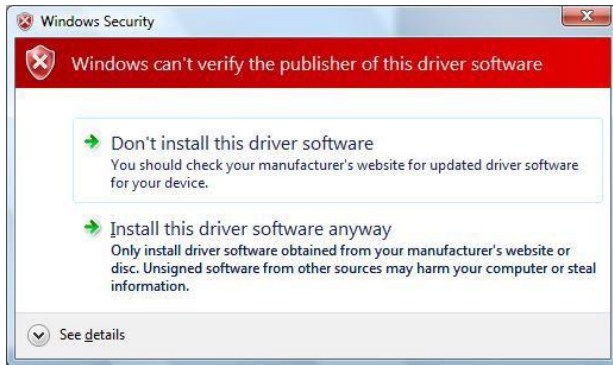 Windows Security
Windows can't verify the publisher of this driver software
Don't install this driver software
You should check your manufacturer's website for updated driver software
for your device.
Install this driver software anyway
Only install driver software obtained from your manufacturer's website or
disc. Unsigned software from other sources may harm your computer or steal
information.
See details